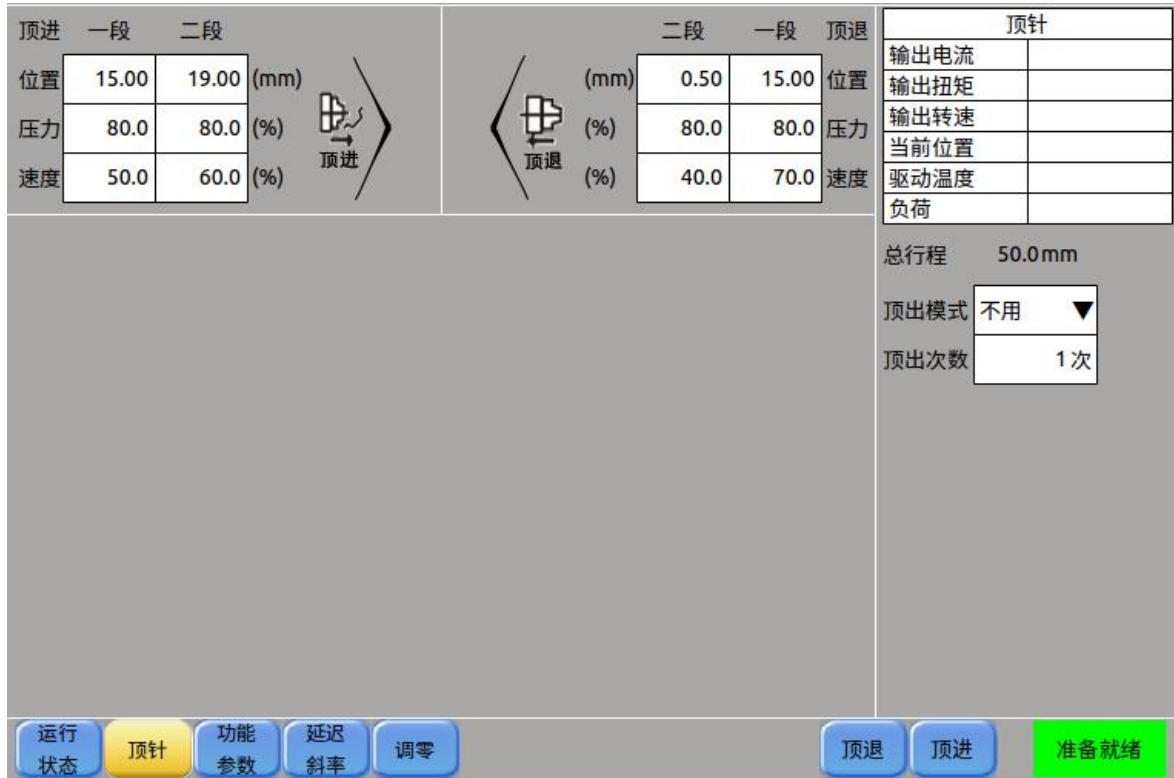 顶进 一段 二段
位置 15.00 19.00 (mm)
压力 80.0 80.0 (%)
速度 50.0 60.0 (%)
顶进
二段 一段 顶退
(mm) 0.50 15.00 位置
(%) 80.0 80.0 压力
(%) 40.0 70.0 速度
顶退
顶针
输出电流
输出扭矩
输出转速
当前位置
驱动温度
负荷
总行程 50.0mm
顶出模式 不用 ▼
顶出次数 1次
运行
状态
顶针
功能
参数
延迟
斜率
调零
顶退
顶进
准备就绪